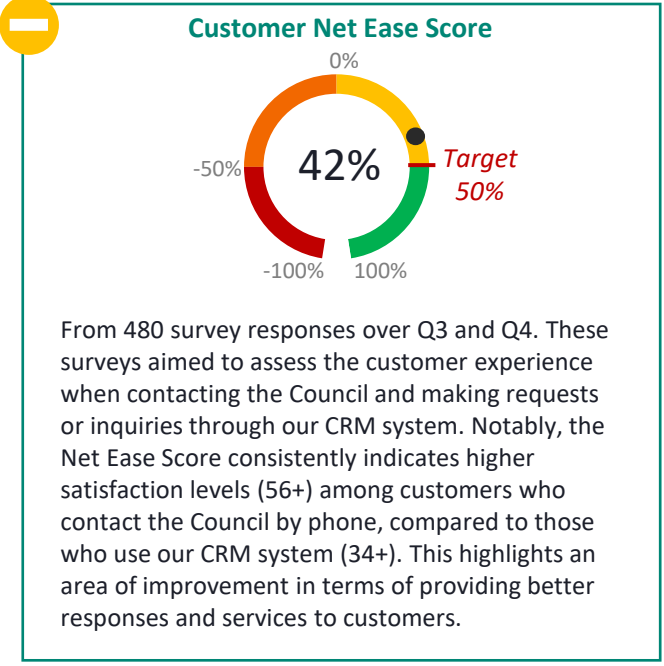 Customer Net Ease Score
0%
-50%
42%
Target
50%
-100%
100%
From 480 survey responses over Q3 and Q4. These
surveys aimed to assess the customer experience
when contacting the Council and making requests
or inquiries through our CRM system. Notably, the
Net Ease Score consistently indicates higher
satisfaction levels (56+) among customers who
contact the Council by phone, compared to those
who use our CRM system (34+). This highlights an
area of improvement in terms of providing better
responses and services to customers.